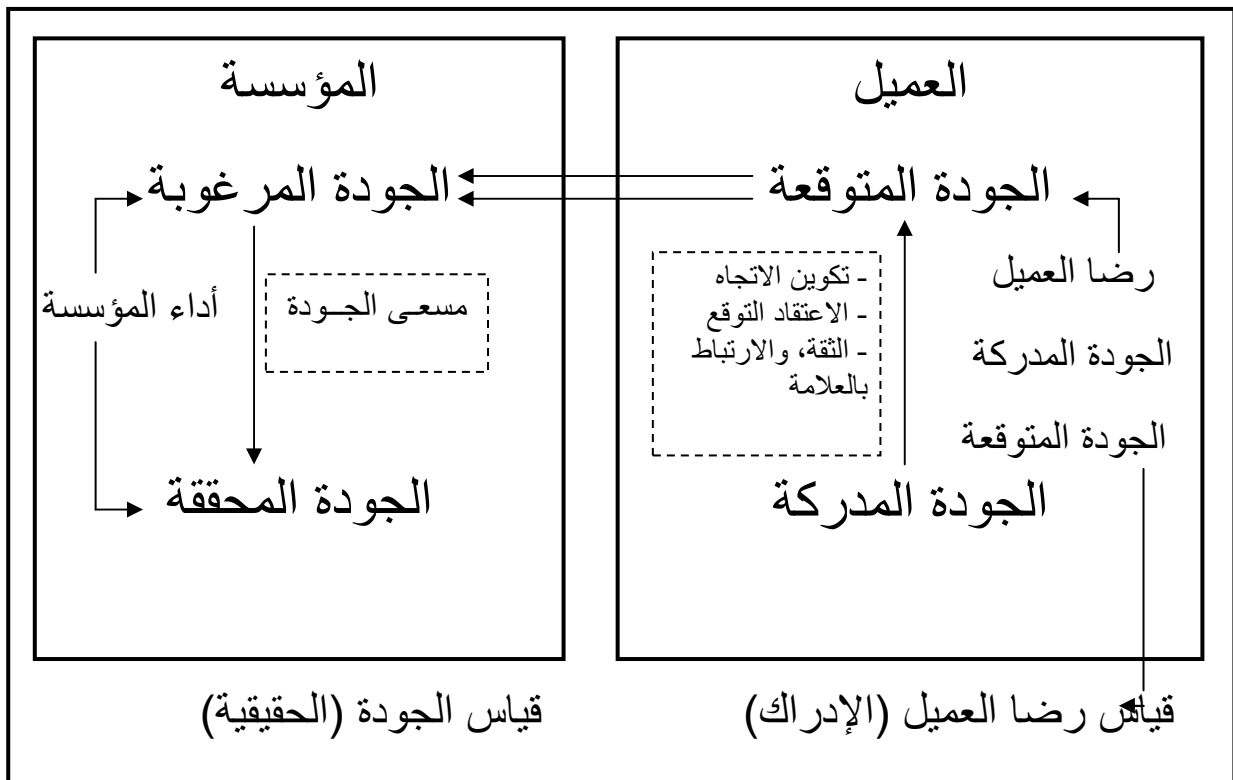 العميل
المؤسسة
الجودة المتوقعة
الجودة المرغوبة
- تكوين الاتجاه
- الاعتقاد التوقع
- الثقة، والارتباط
بالعلامة
رضا العميل
الجودة المدركة
الجودة المتوقعة
مسعى الجــودة
أداء المؤسسة
الجودة المدركة
الجودة المحققة
قياس رضا العميل (الإدراك)
قياس الجودة (الحقيقية)